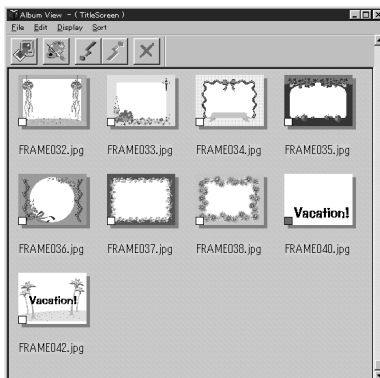 Album View - ( TitleScreen )
File Edit Display Sort
FRAME032.jpg FRAME033.jpg FRAME034.jpg FRAME035.jpg
Vacation!
FRAME036.jpg FRAME037.jpg FRAME038.jpg FRAME040.jpg
Vacation!
FRAME042.jpg